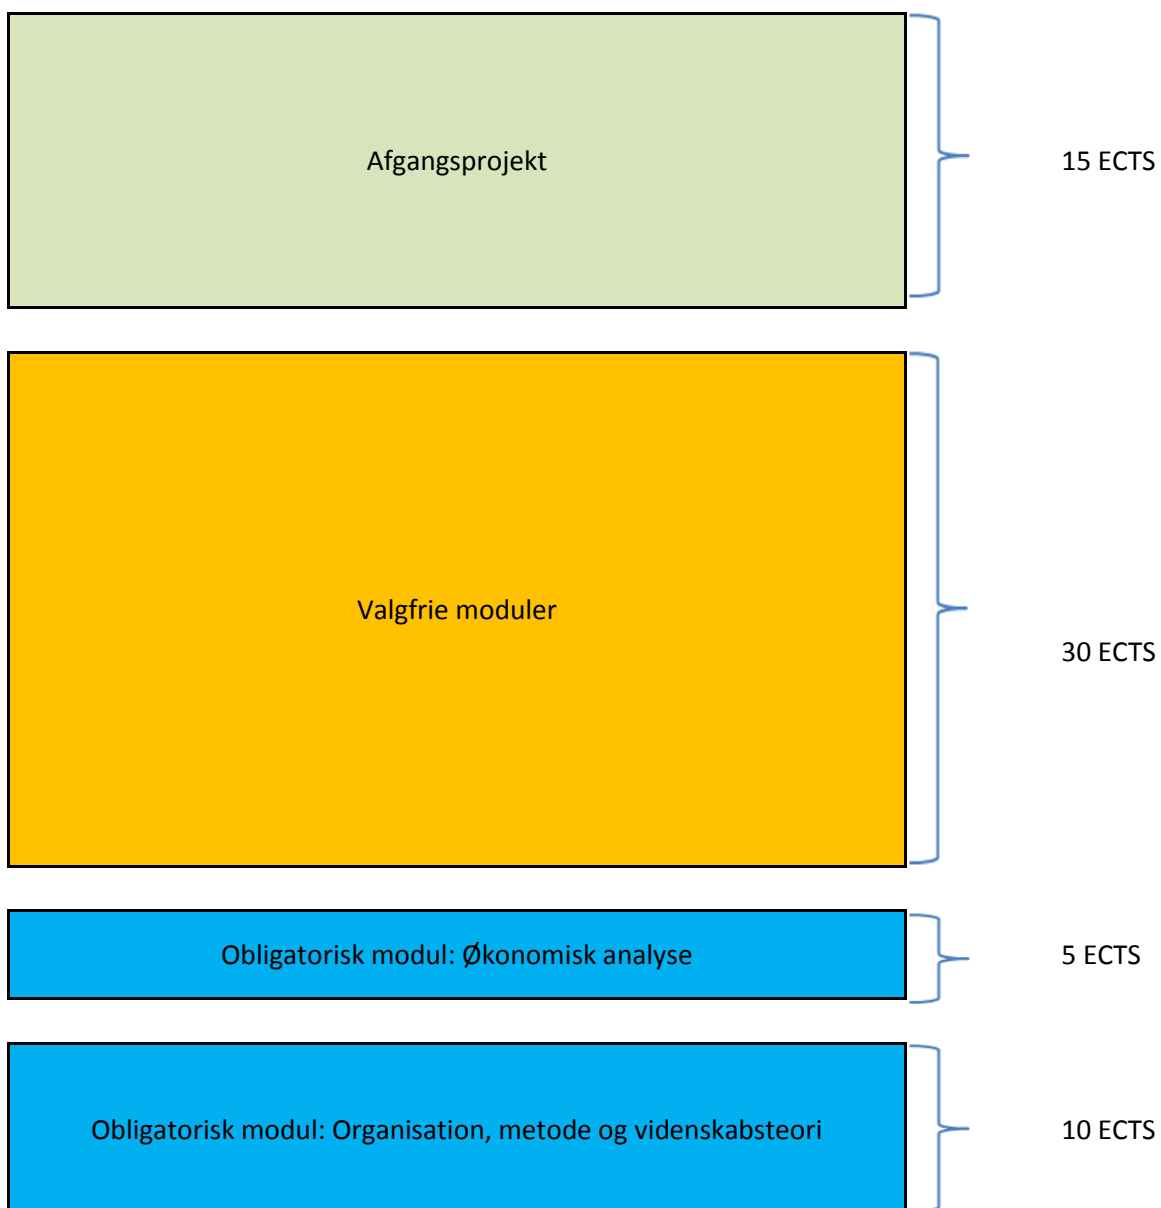 Afgangsprojekt
15 ECTS
Valgfrie moduler
30 ECTS
Obligatorisk modul: Økonomisk analyse
5 ECTS
Obligatorisk modul: Organisation, metode og videnskabsteori
10 ECTS